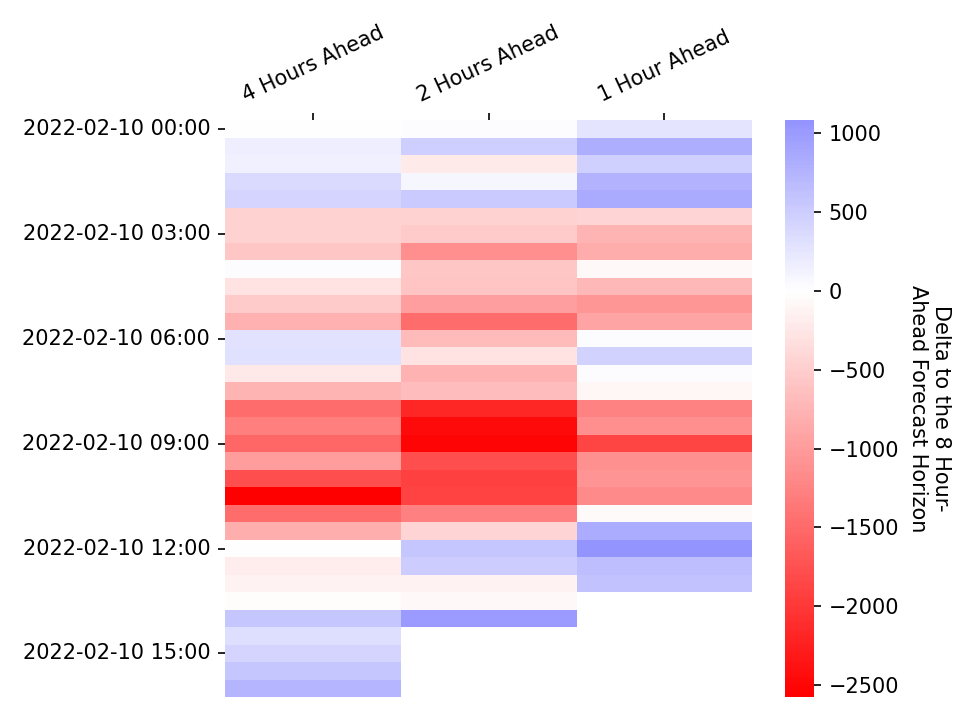 4 Hours Ahead
2 Hours Ahead
1 Hour Ahead
2022-02-10 00:00
2022-02-10 03:00
2022-02-10 06:00
2022-02-10 09:00
2022-02-10 12:00
2022-02-10 15:00
1000
500
0
−500
−1000
−1500
−2000
−2500
Delta to the 8 Hour-
Ahead Forecast Horizon